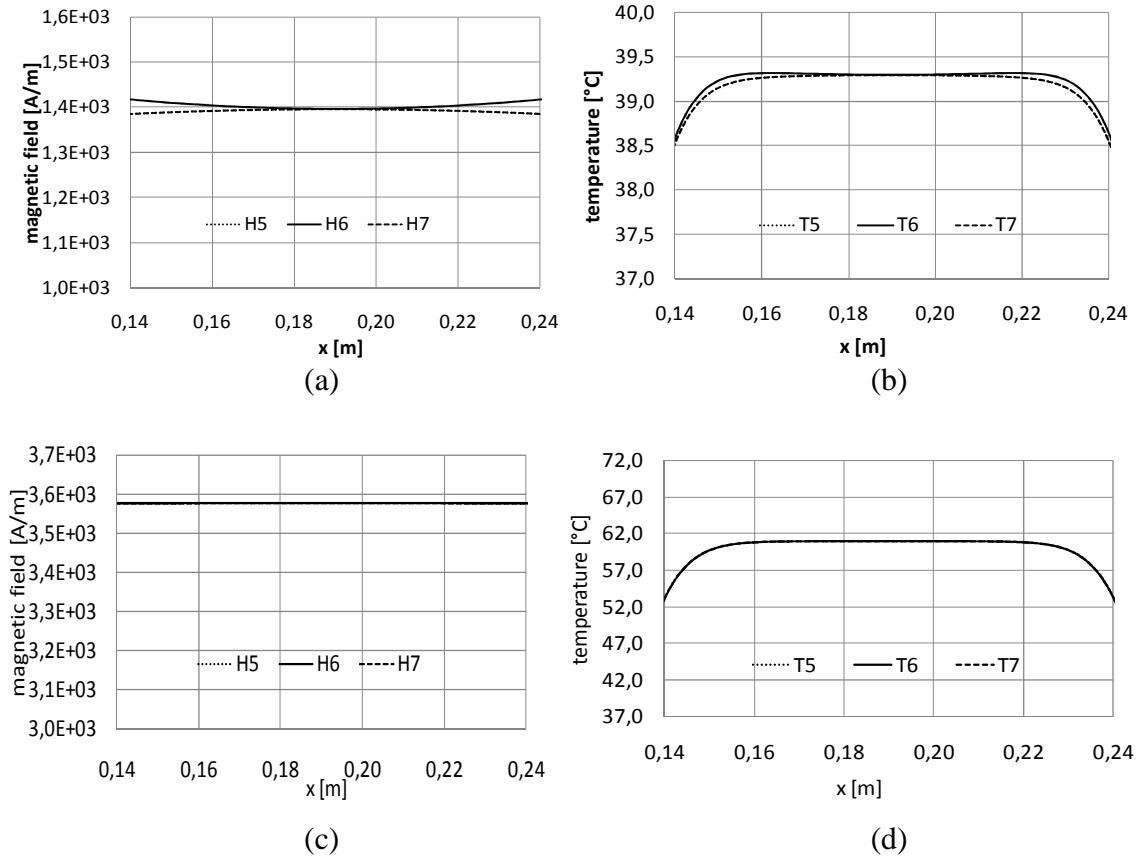 magnetic field [A/m]
1,6E+03
1,5E+03
1,4E+03
1,3E+03
1,2E+03
1,1E+03
1,0E+03
H5 H6 H7
0,14 0,16 0,18 0,20 0,22 0,24
x [m]
(a)
temperature [°C]
40,0
39,5
39,0
38,5
38,0
37,5
37,0
T5 T6 T7
0,14 0,16 0,18 0,20 0,22 0,24
x [m]
(b)
magnetic field [A/m]
3,7E+03
3,6E+03
3,5E+03
3,4E+03
3,3E+03
3,2E+03
3,1E+03
3,0E+03
H5 H6 H7
0,14 0,16 0,18 0,20 0,22 0,24
x [m]
(c)
temperature [°C]
72,0
67,0
62,0
57,0
52,0
47,0
42,0
37,0
T5 T6 T7
0,14 0,16 0,18 0,20 0,22 0,24
x [m]
(d)